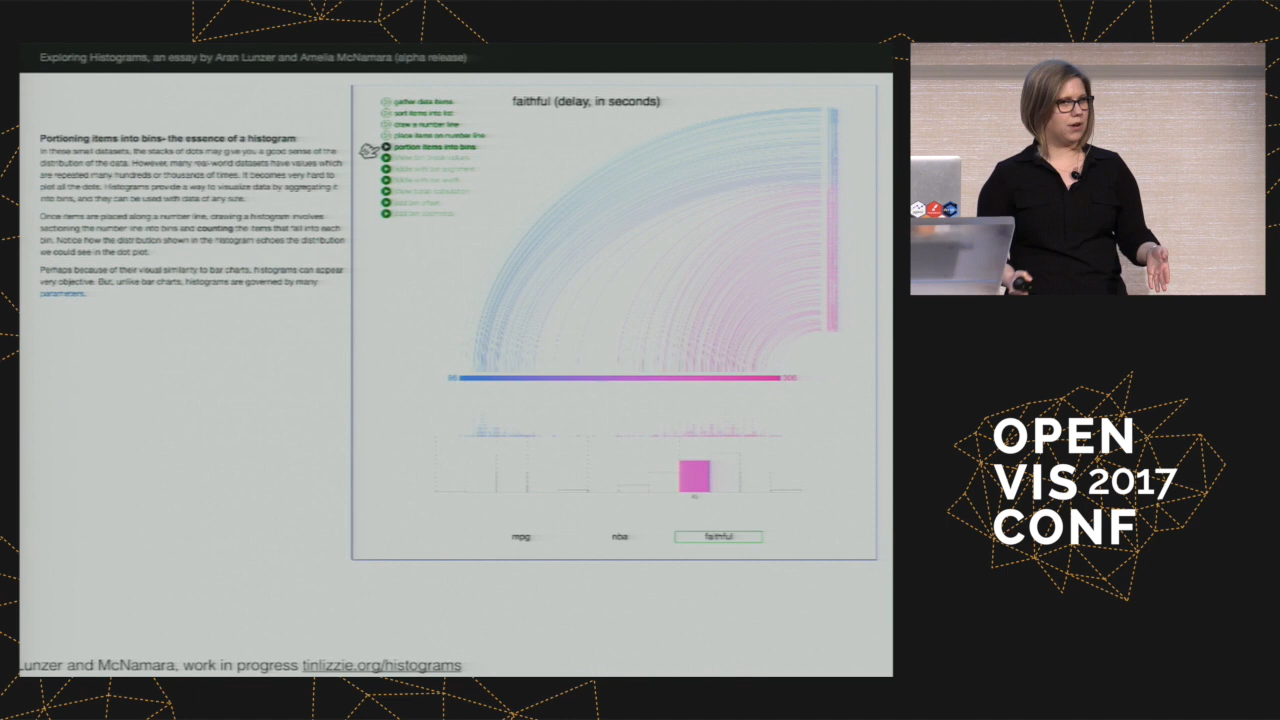 Exploring Histograms, an essay by Aran Lunzer and Amelia McNamara (alpha release)
Portioning items into bins- the essence of a histogram
In these small datasets, the stacks of dots may give you a good sense of the
distribution of the data. However, many real-world datasets have values which
are repeated many hundreds or thousands of times. It becomes very hard to
plot all the dots. Histograms provide a way to visualize data by aggregating it
into bins, and they can be used with data of any size.
Once items are placed along a number line, drawing a histogram involves
sectioning the number line into bins and counting the items that fall into each
bin. Notice how the distribution shown in the histogram echoes the distribution
we could see in the dot plot.
Perhaps because of their visual similarity to bar charts, histograms can appear
very objective. But, unlike bar charts, histograms are governed by many
parameters.
gather data items
sort items into list
draw a number line
place items on number line
portion items into bins
faithful (delay, in seconds)
96
306
mpg
nba
faithful
Lunzer and McNamara, work in progress tinlizzie.org/histograms
OPEN
VIS 2017
CONF